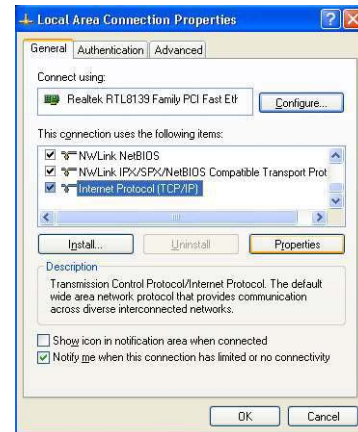 Local Area Connection Properties
General Authentication Advanced
Connect using:
Realtek RTL8139 Family PCI Fast Eth
Configure...
This connection uses the following items:
NWLink NetBIOS
NWLink IPX/SPX/NetBIOS Compatible Transport Prot
Internet Protocol (TCP/IP)
Install... Uninstall Properties
Description
Transmission Control Protocol/Internet Protocol. The default
wide area network protocol that provides communication
across diverse interconnected networks.
Show icon in notification area when connected
Notify me when this connection has limited or no connectivity
OK Cancel